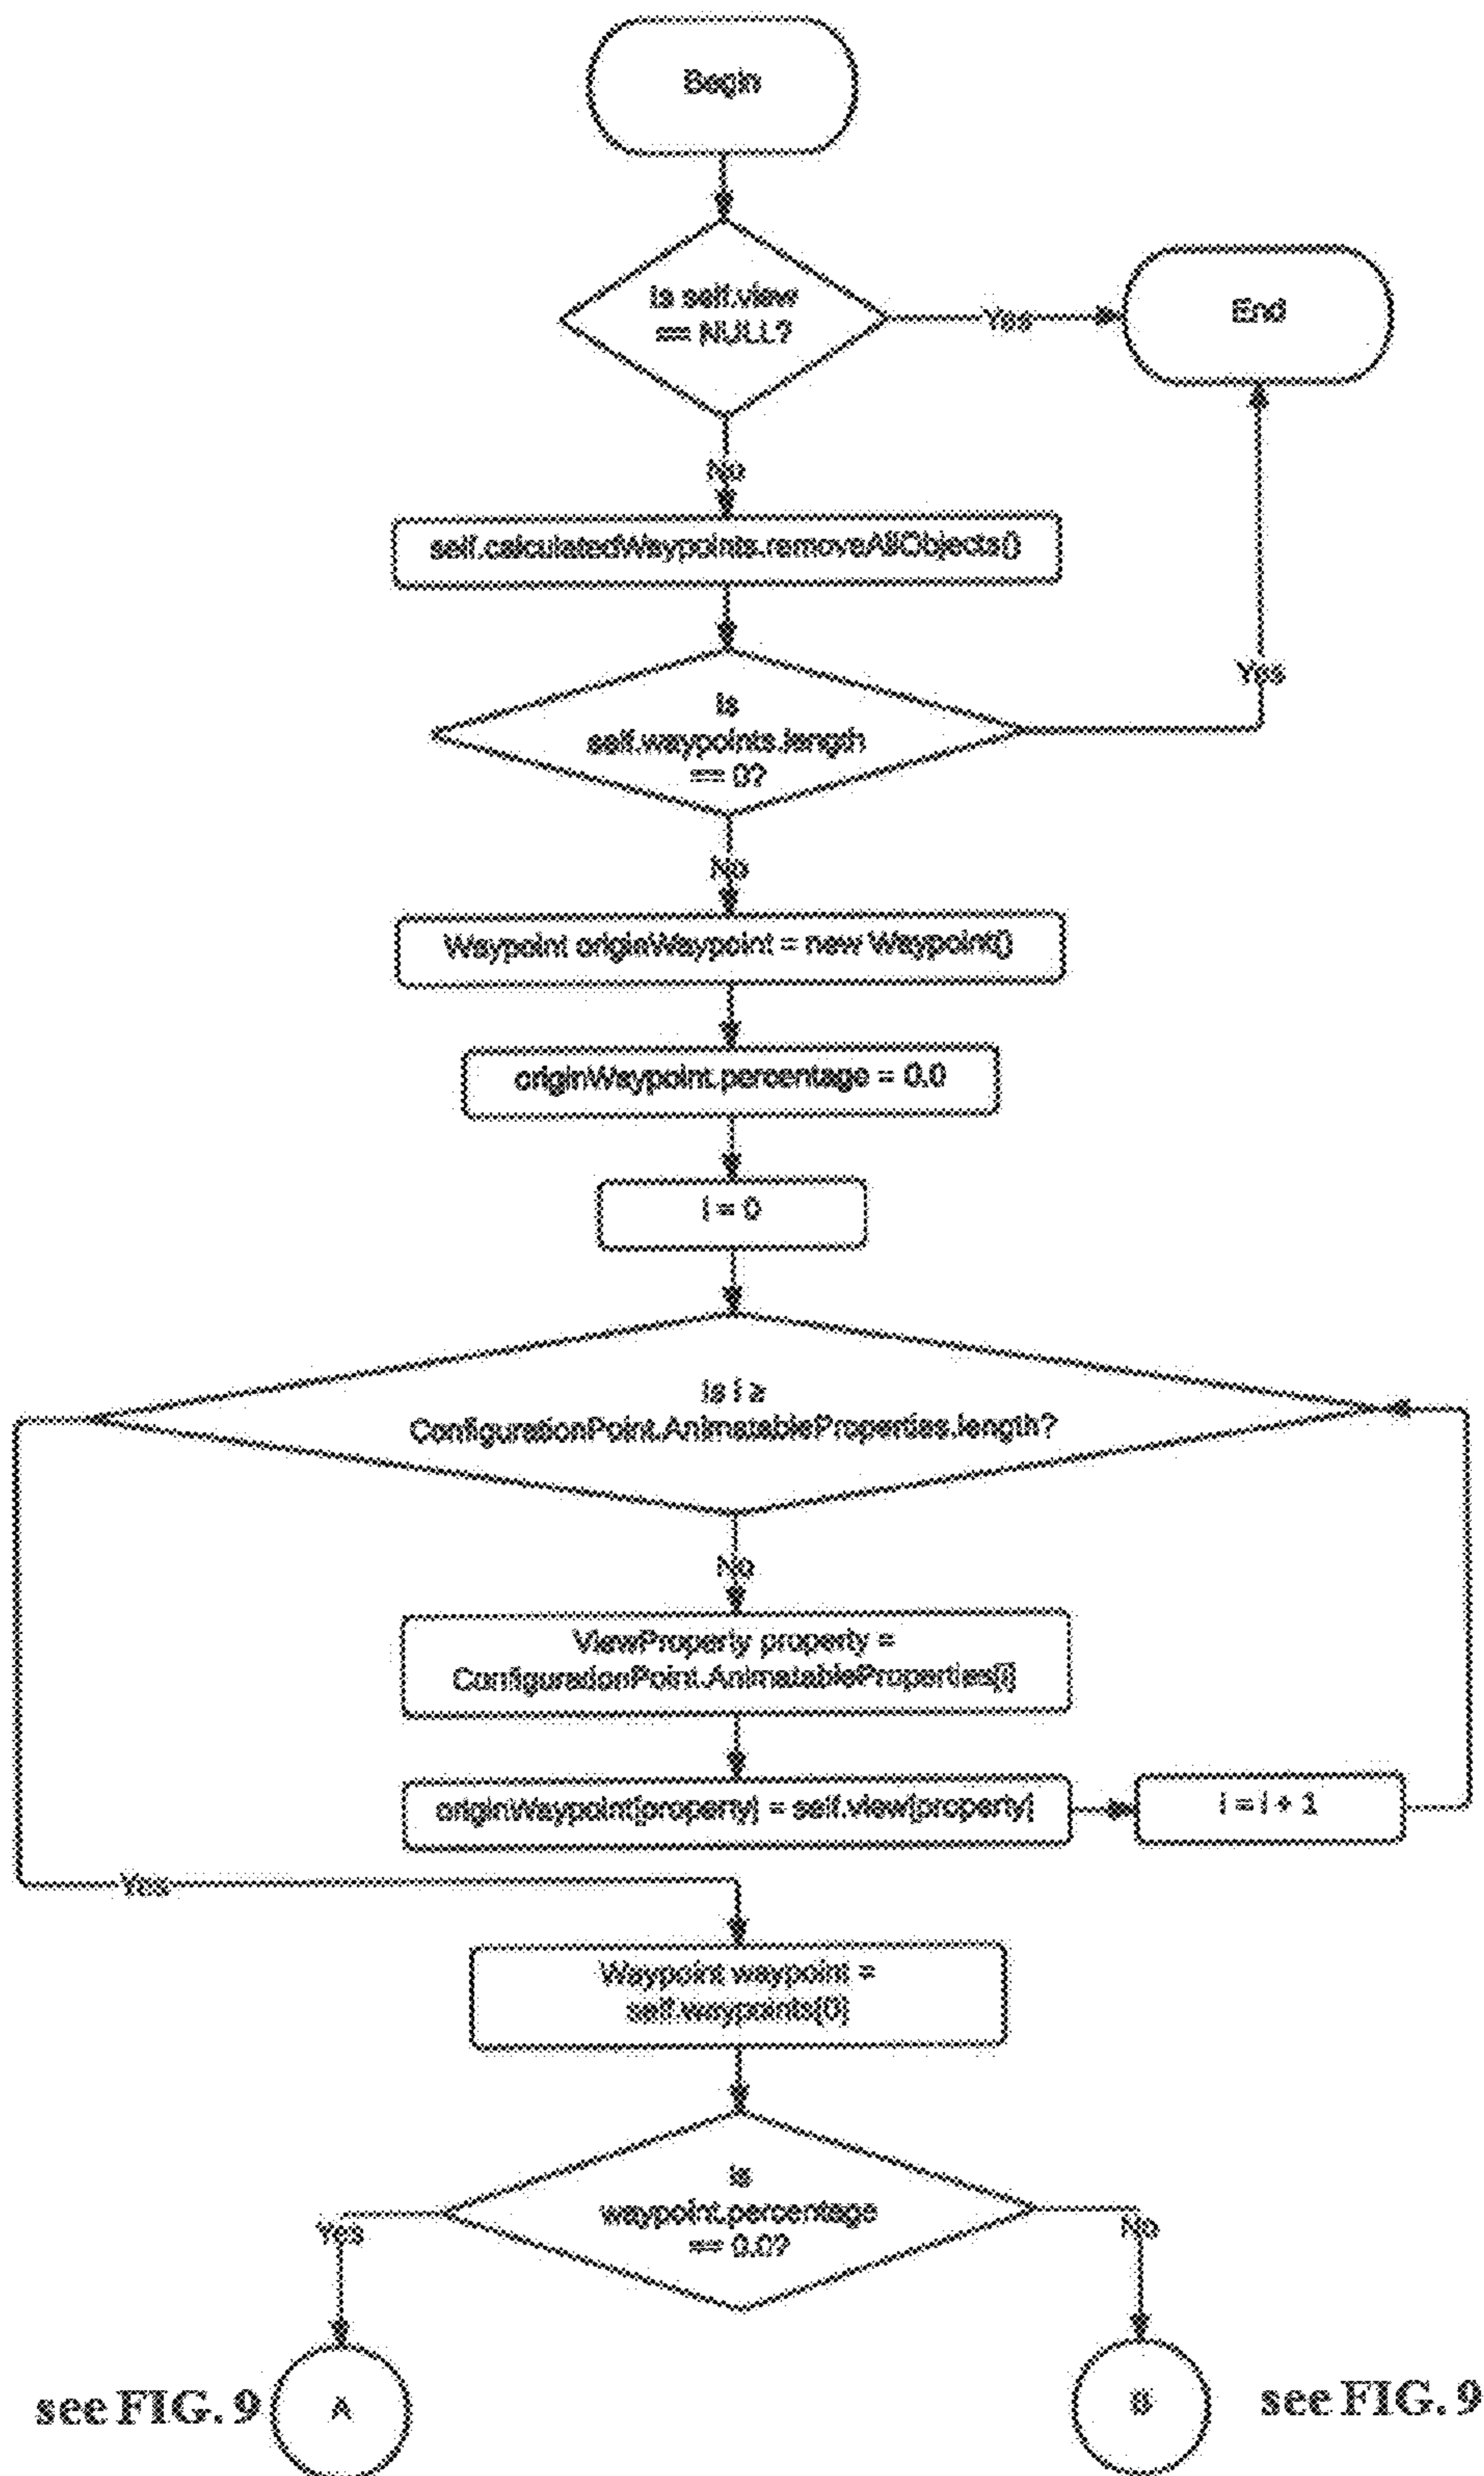 Begin
Is self.view
== NULL?
Yes
End
No
self.calculatedWaypoints.removeAllObjects()
Is
self.waypoints.length
== 0?
Yes
No
Waypoint originWaypoint = new Waypoint()
originWaypoint.percentage = 0.0
i = 0
is i ≥
ConfigurationPoint.AnimatableProperties.length?
No
ViewProperty property =
ConfigurationPoint.AnimatableProperties[i]
originWaypoint[property] = self.view[property]
i = i + 1
Yes
Waypoint waypoint =
self.waypoints[0]
is
waypoint.percentage
== 0.0?
Yes
No
see FIG. 9
A
B
see FIG. 9